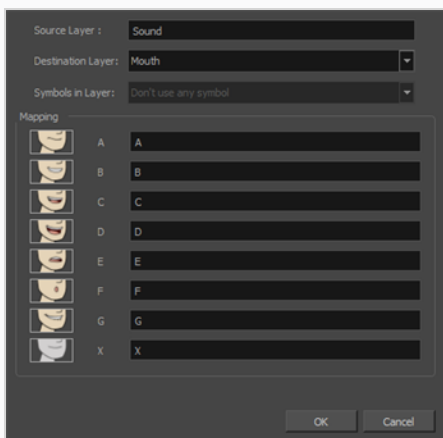 Source Layer : Sound
Destination Layer: Mouth
Symbols in Layer: Don't use any symbol
Mapping
A A
B B
C C
D D
E E
F F
G G
X X
OK Cancel